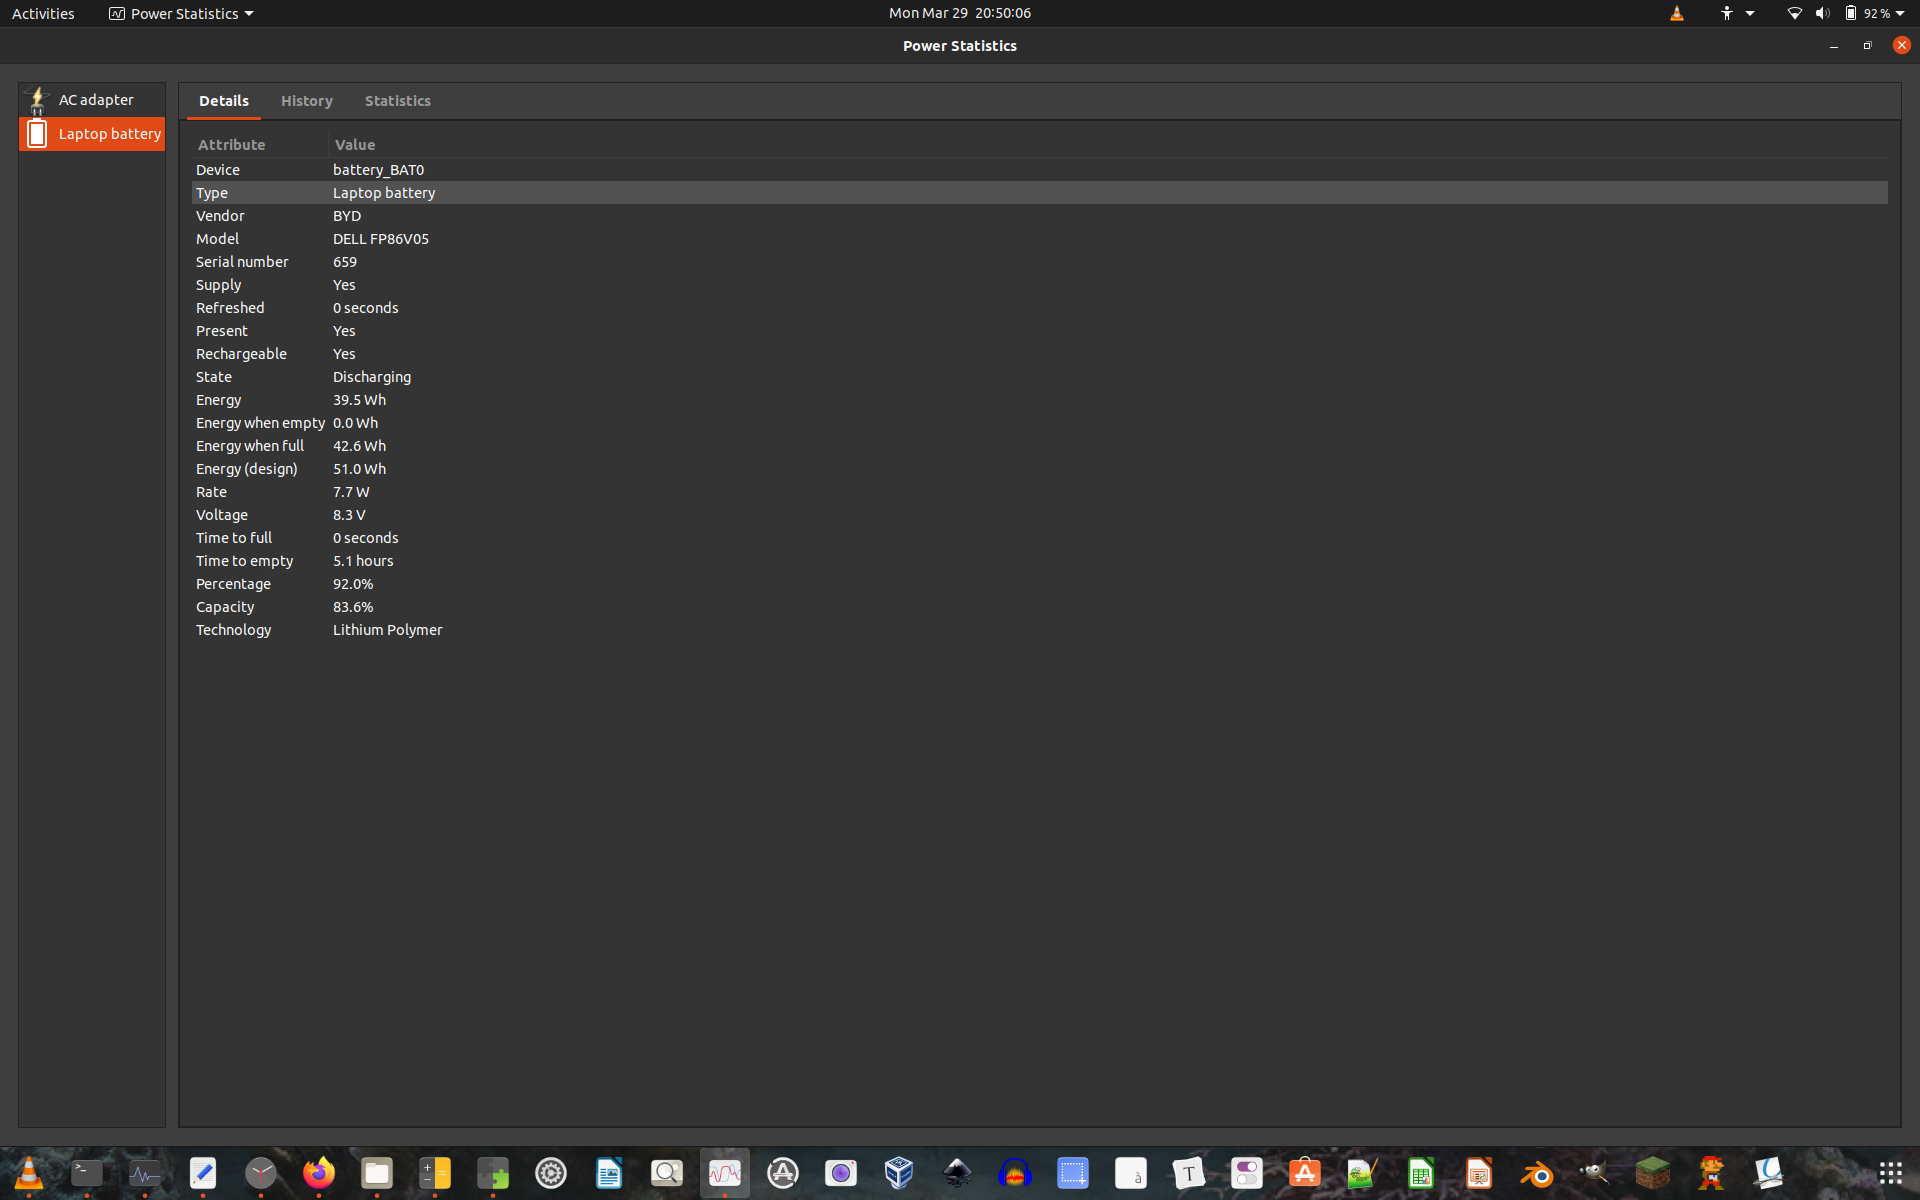 Activities Power Statistics Mon Mar 29 20:50:06 92 %
Power Statistics
AC adapter
Laptop battery
Details History Statistics
Attribute Value
Device battery_BAT0
Type Laptop battery
Vendor BYD
Model DELL FP86V05
Serial number 659
Supply Yes
Refreshed 0 seconds
Present Yes
Rechargeable Yes
State Discharging
Energy 39.5 Wh
Energy when empty 0.0 Wh
Energy when full 42.6 Wh
Energy (design) 51.0 Wh
Rate 7.7 W
Voltage 8.3 V
Time to full 0 seconds
Time to empty 5.1 hours
Percentage 92.0%
Capacity 83.6%
Technology Lithium Polymer